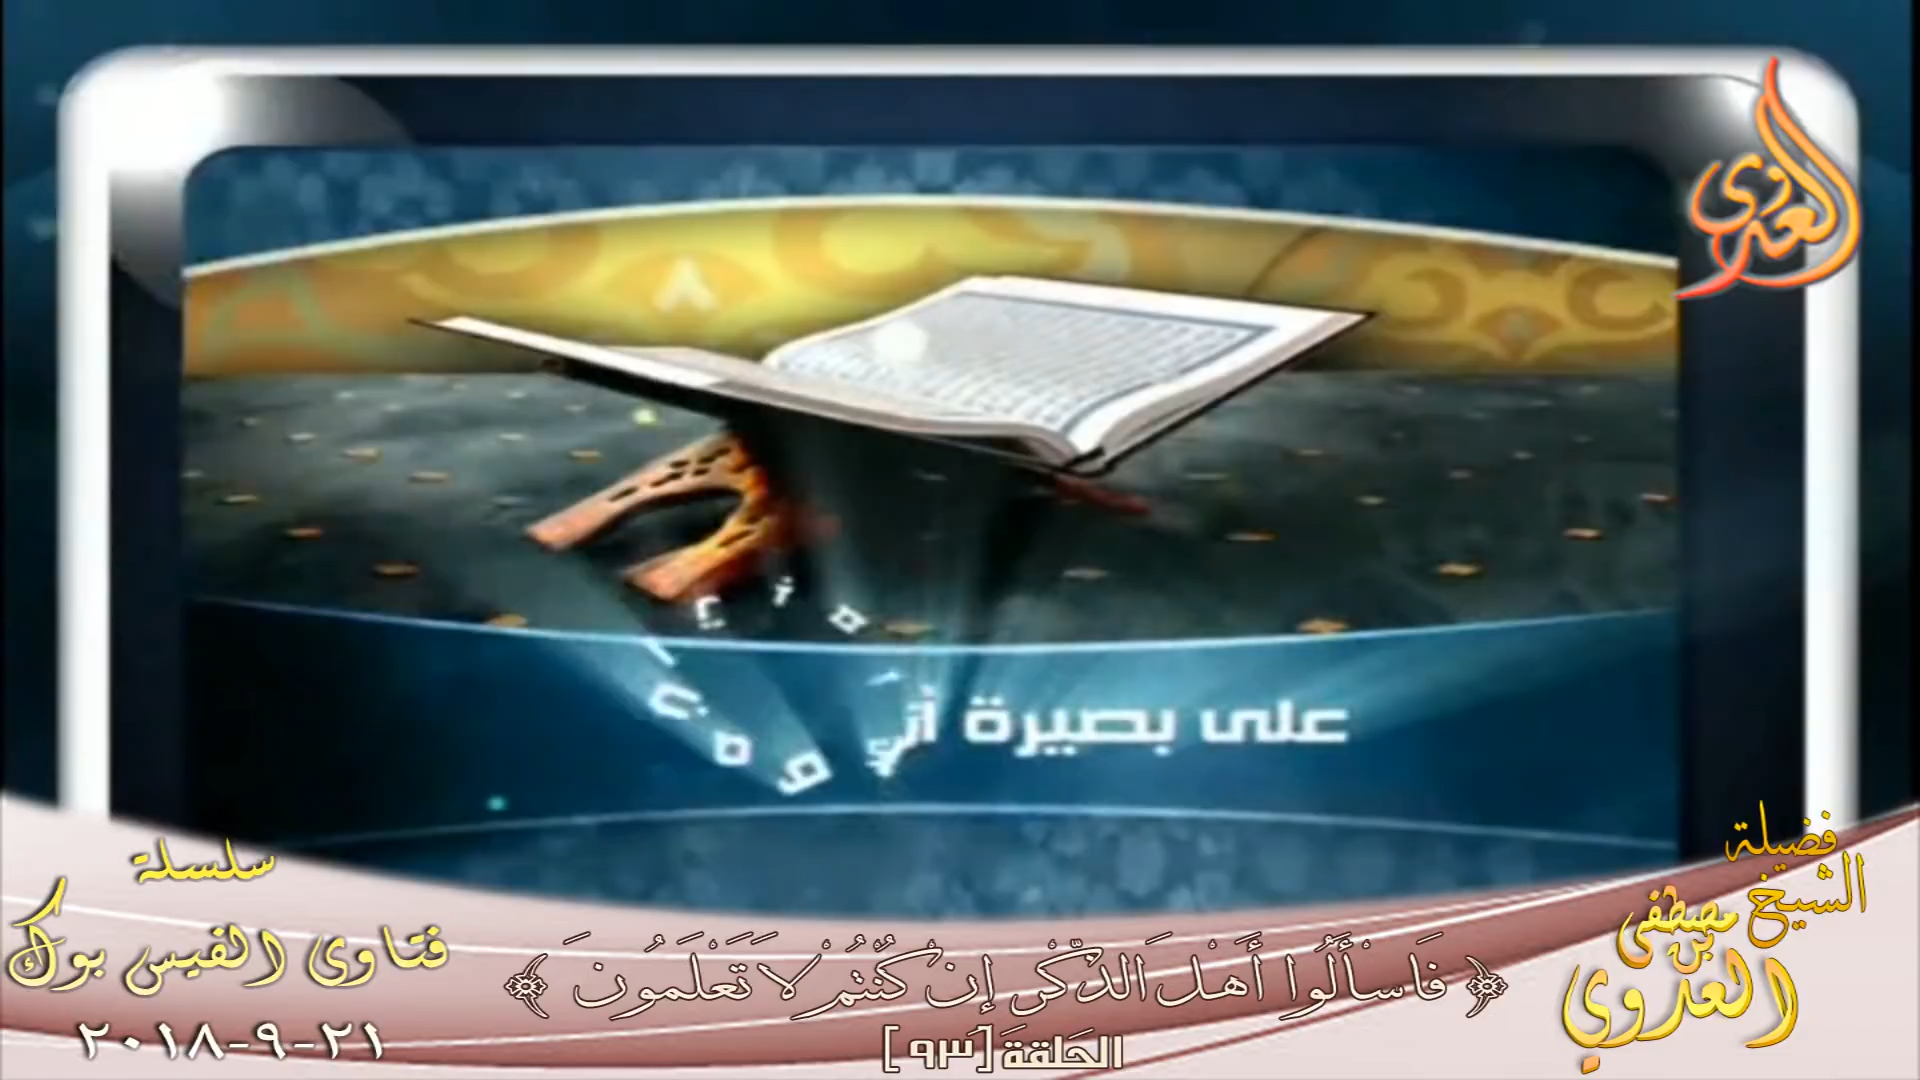 العدوي
على بصيرة أنـ
فضيلة
الشيخ
مصطفى
بن
العدوي
سلسلة
فتاوى الفيس بوك
٢١-٩-٢٠١٨
﴿ فَاسْأَلُوا أَهْلَ الذِّكْرِ إِن كُنْتُمْ لَا تَعْلَمُونَ ﴾
الحلقة [٩٣]